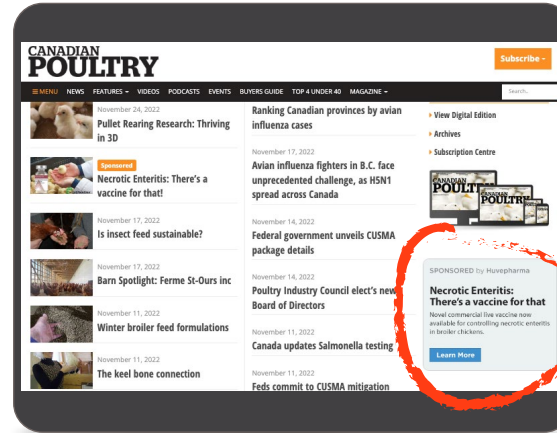 CANADIAN
POULTRY
Subscribe
MENU NEWS FEATURES VIDEOS PODCASTS EVENTS BUYERS GUIDE TOP 4 UNDER 40 MAGAZINE
Search..
November 24, 2022
Pullet Rearing Research: Thriving
in 3D
Sponsored
Necrotic Enteritis: There's a
vaccine for that!
November 17, 2022
Is insect feed sustainable?
November 17, 2022
Barn Spotlight: Ferme St-Ours inc
November 11, 2022
Winter broiler feed formulations
November 11, 2022
The keel bone connection
Ranking Canadian provinces by avian
influenza cases
November 17, 2022
Avian influenza fighters in B.C. face
unprecedented challenge, as H5N1
spread across Canada
November 14, 2022
Federal government unveils CUSMA
package details
November 14, 2022
Poultry Industry Council elect's new
Board of Directors
November 11, 2022
Canada updates Salmonella testing
November 11, 2022
Feds commit to CUSMA mitigation
View Digital Edition
Archives
Subscription Centre
CANADIAN
POULT
CANADIAN
POULTRY
SPONSORED by Huvepharma
Necrotic Enteritis:
There's a vaccine for that
Novel commercial live vaccine now
available for controlling necrotic enteritis
in broiler chickens.
Learn More